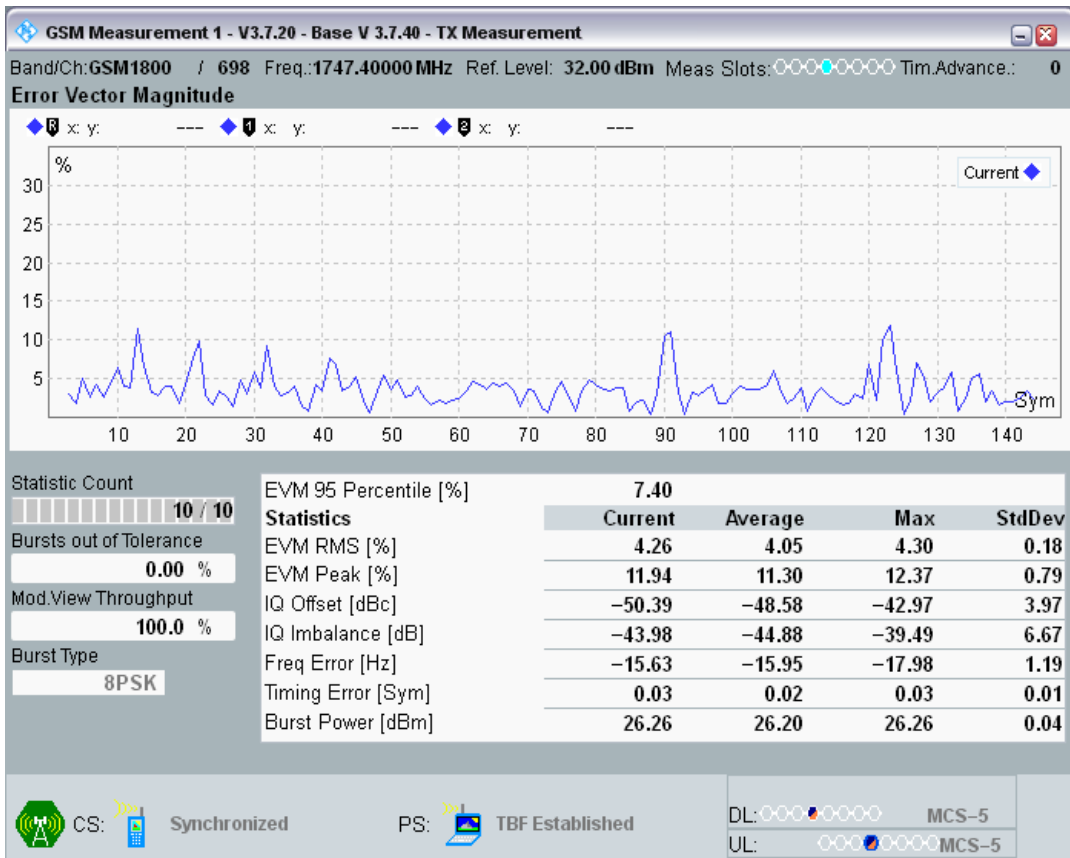 GSM Measurement 1 - V3.7.20 - Base V 3.7.40 - TX Measurement
Band/Ch:GSM1800 / 698 Freq.:1747.40000 MHz Ref. Level: 32.00 dBm Meas Slots: Tim.Advance.: 0
Error Vector Magnitude
R x: y: --- 1 x: y: --- 2 x: y: ---
%
Current
30
25
20
15
10
5
Sym
10 20 30 40 50 60 70 80 90 100 110 120 130 140
Statistic Count
10 / 10
Bursts out of Tolerance
0.00 %
Mod.View Throughput
100.0 %
Burst Type
8PSK
EVM 95 Percentile [%] 7.40
Statistics Current Average Max StdDev
EVM RMS [%] 4.26 4.05 4.30 0.18
EVM Peak [%] 11.94 11.30 12.37 0.79
IQ Offset [dBc] −50.39 −48.58 −42.97 3.97
IQ Imbalance [dB] −43.98 −44.88 −39.49 6.67
Freq Error [Hz] −15.63 −15.95 −17.98 1.19
Timing Error [Sym] 0.03 0.02 0.03 0.01
Burst Power [dBm] 26.26 26.20 26.26 0.04
CS: Synchronized PS: TBF Established
DL: MCS−5
UL: MCS−5